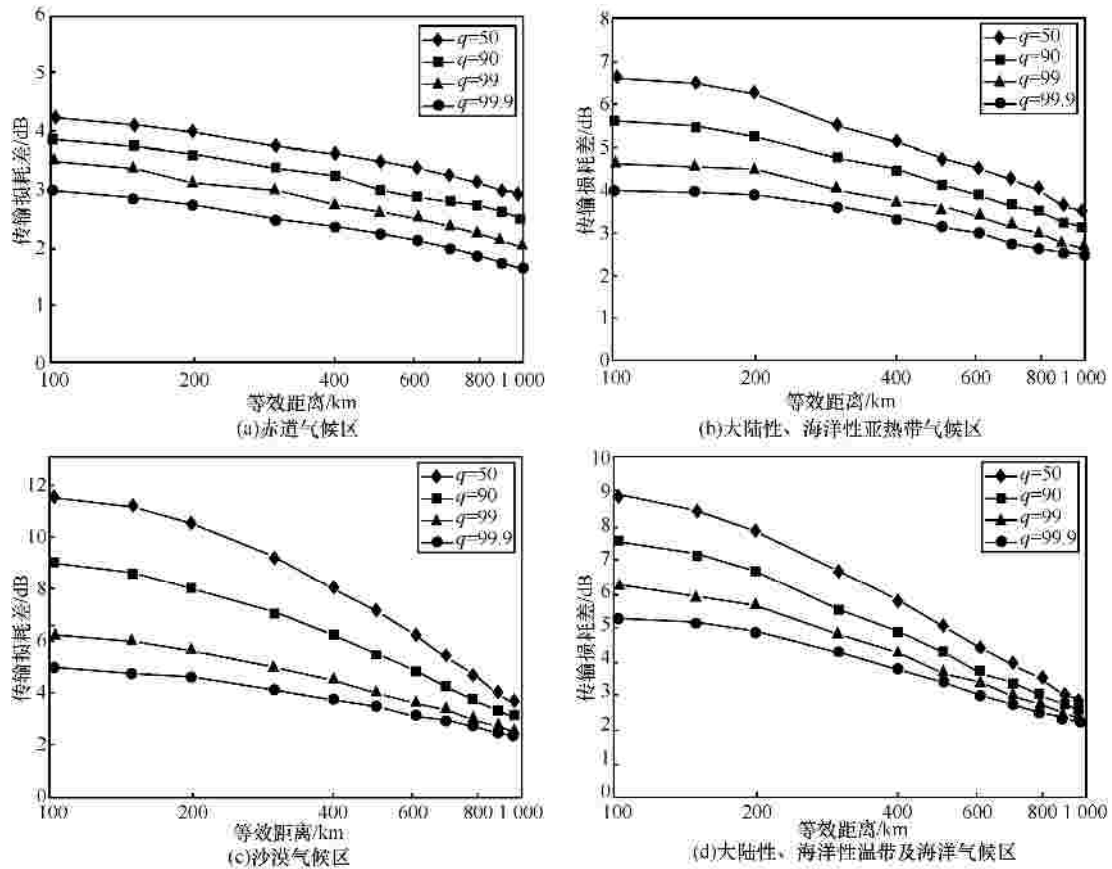 6
5
4
3
2
1
0
传输损耗差/dB
q=50
q=90
q=99
q=99.9
100
200
400
600
800
1 000
等效距离/km
(a)赤道气候区
8
7
6
5
4
3
2
1
0
传输损耗差/dB
q=50
q=90
q=99
q=99.9
100
200
400
600
800
1 000
等效距离/km
(b)大陆性、海洋性亚热带气候区
12
10
8
6
4
2
0
传输损耗差/dB
q=50
q=90
q=99
q=99.9
100
200
400
600
800
1 000
等效距离/km
(c)沙漠气候区
10
9
8
7
6
5
4
3
2
1
0
传输损耗差/dB
q=50
q=90
q=99
q=99.9
100
200
400
600
800
1 000
等效距离/km
(d)大陆性、海洋性温带及海洋气候区